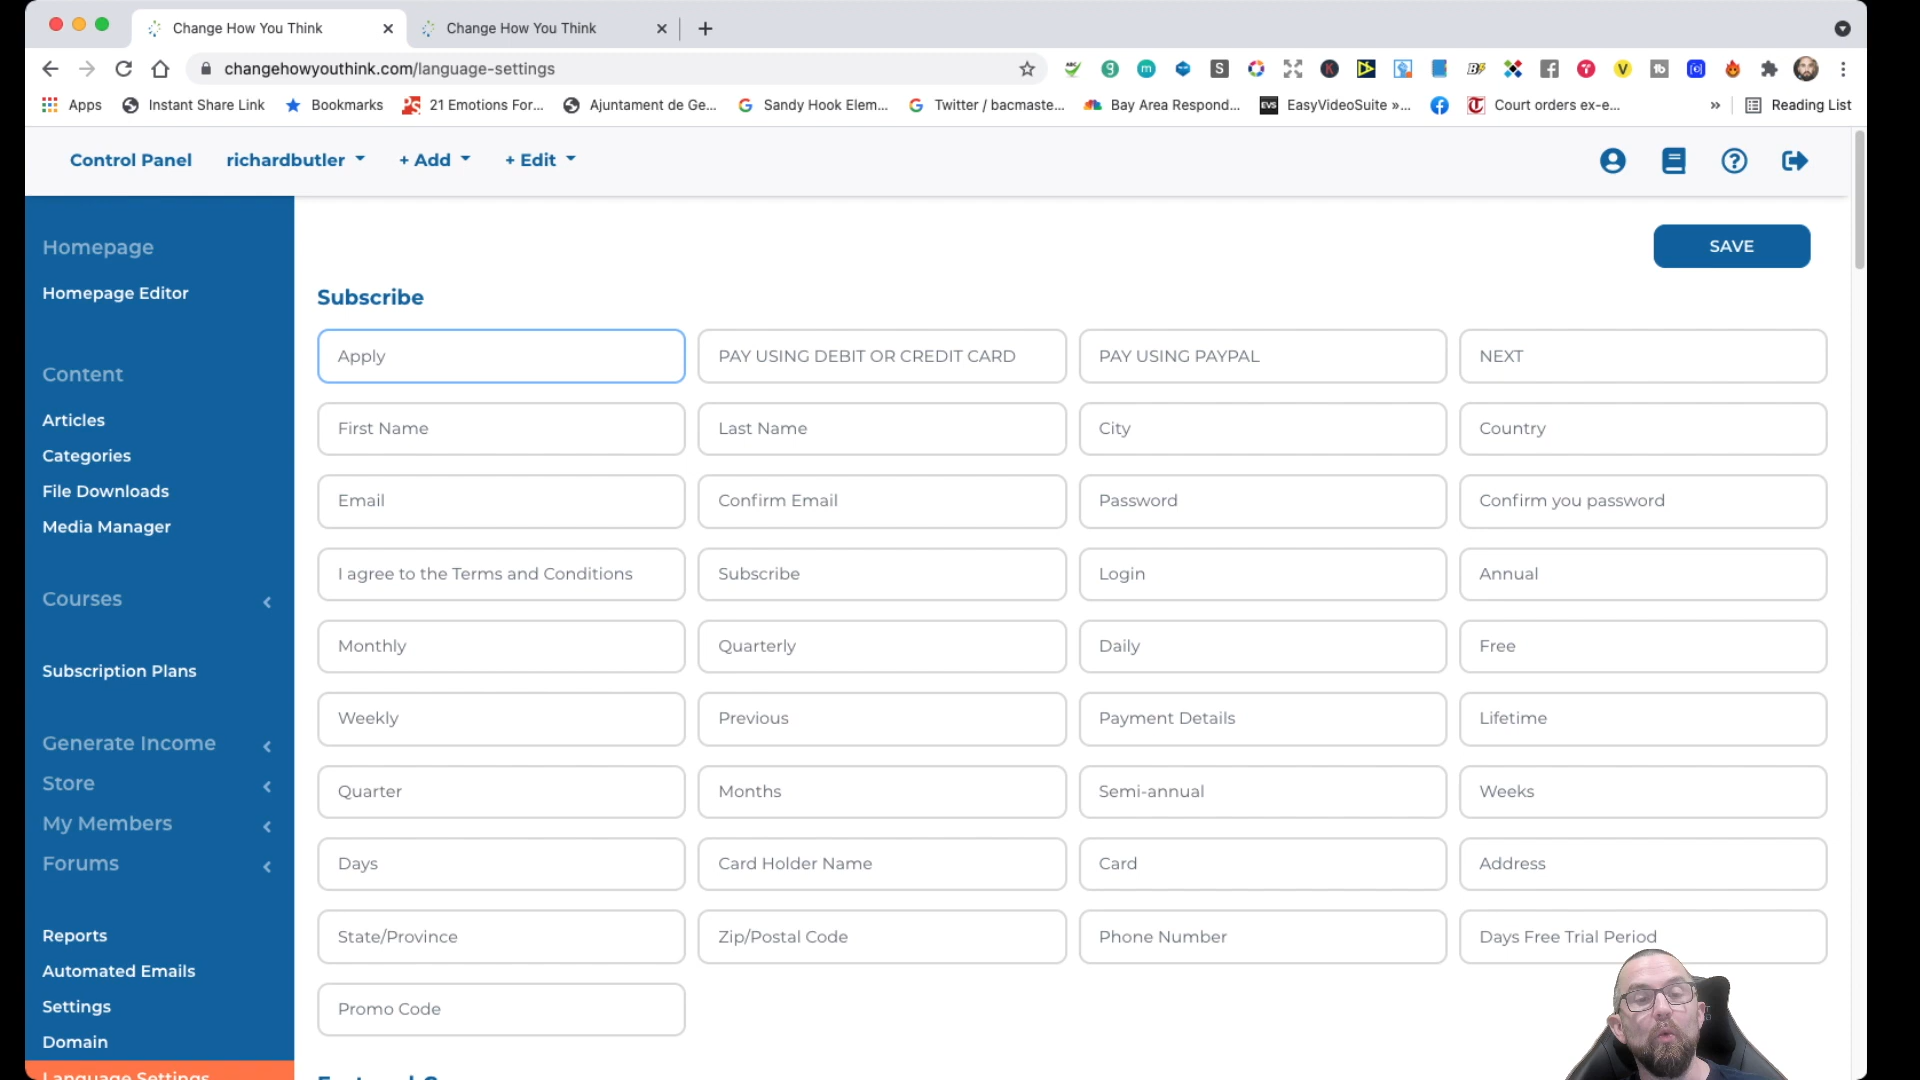 Change How You Think
Change How You Think
changehowyouthink.com/language-settings
Apps
Instant Share Link
Bookmarks
21 Emotions For...
Ajuntament de Ge...
Sandy Hook Elem...
Twitter / bacmaste...
Bay Area Respond...
EVS
EasyVideoSuite »...
Court orders ex-e...
»
Reading List
Control Panel
richardbutler
+ Add
+ Edit
Homepage
Homepage Editor
Content
Articles
Categories
File Downloads
Media Manager
Courses
Subscription Plans
Generate Income
Store
My Members
Forums
Reports
Automated Emails
Settings
Domain
Language Settings
SAVE
Subscribe
Apply
PAY USING DEBIT OR CREDIT CARD
PAY USING PAYPAL
NEXT
First Name
Last Name
City
Country
Email
Confirm Email
Password
Confirm you password
I agree to the Terms and Conditions
Subscribe
Login
Annual
Monthly
Quarterly
Daily
Free
Weekly
Previous
Payment Details
Lifetime
Quarter
Months
Semi-annual
Weeks
Days
Card Holder Name
Card
Address
State/Province
Zip/Postal Code
Phone Number
Days Free Trial Period
Promo Code